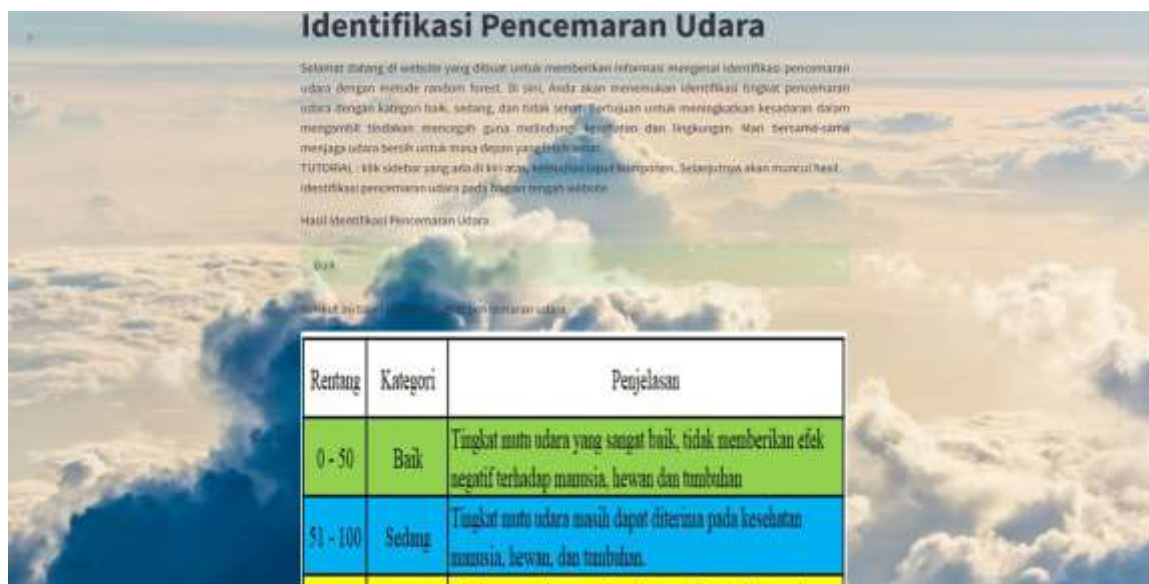 Identifikasi Pencemaran Udara
Selamat datang di website yang dibuat untuk memberikan informasi mengenai identifikasi pencemaran
udara dengan metode random forest. Di sini, Anda akan menemukan identifikasi tingkat pencemaran
udara dengan kategori baik, sedang, dan tidak sehat. Bertujuan untuk meningkatkan kesadaran dalam
mengambil tindakan mencegah guna melindungi kesehatan dan lingkungan. Mari bersama-sama
menjaga udara bersih untuk masa depan yang lebih
TUTORIAL : klik sidebar yang ada di kiri atas, kemudian input komponen, Selanjutnya akan muncul hasil
identifikasi pencemaran udara pada bagian tengah website
Hasil Identifikasi Pencemaran Udara
Baik
pencemaran udara
Rentang Kategori Penjelasan
0 - 50 Baik Tingkat mutu udara yang sangat baik, tidak memberikan efek
negatif terhadap manusia, hewan dan tumbuhan
51 - 100 Sedang Tingkat mutu udara masih dapat diterima pada kesehatan
manusia, hewan, dan tumbuhan.